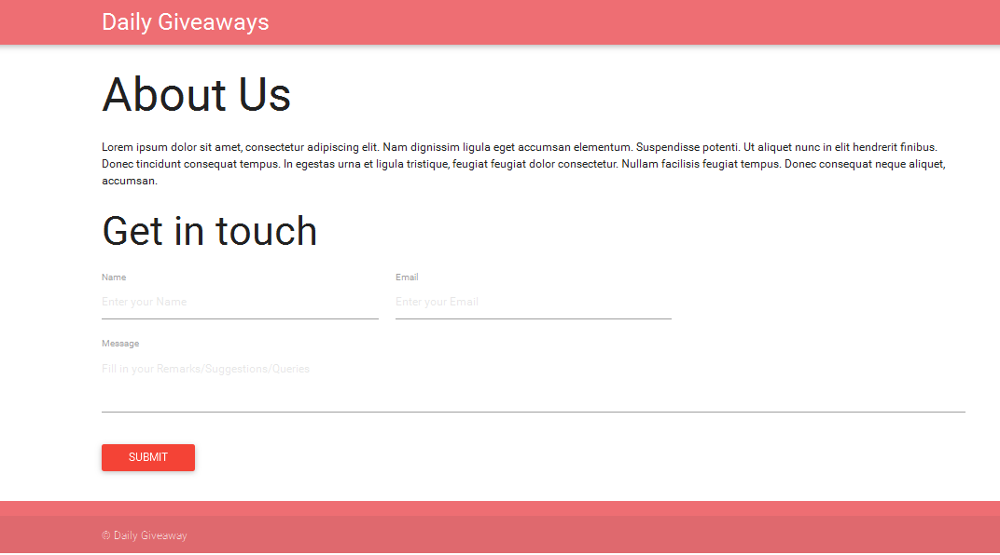 Daily Giveaways
About Us
Lorem ipsum dolor sit amet, consectetur adipiscing elit. Nam dignissim ligula eget accumsan elementum. Suspendisse potenti. Ut aliquet nunc in elit hendrerit finibus.
Donec tincidunt consequat tempus. In egestas urna et ligula tristique, feugiat feugiat dolor consectetur. Nullam facilisis feugiat tempus. Donec consequat neque aliquet,
accumsan.
Get in touch
Name Email
Enter your Name Enter your Email
Message
Fill in your Remarks/Suggestions/Queries
SUBMIT
© Daily Giveaway